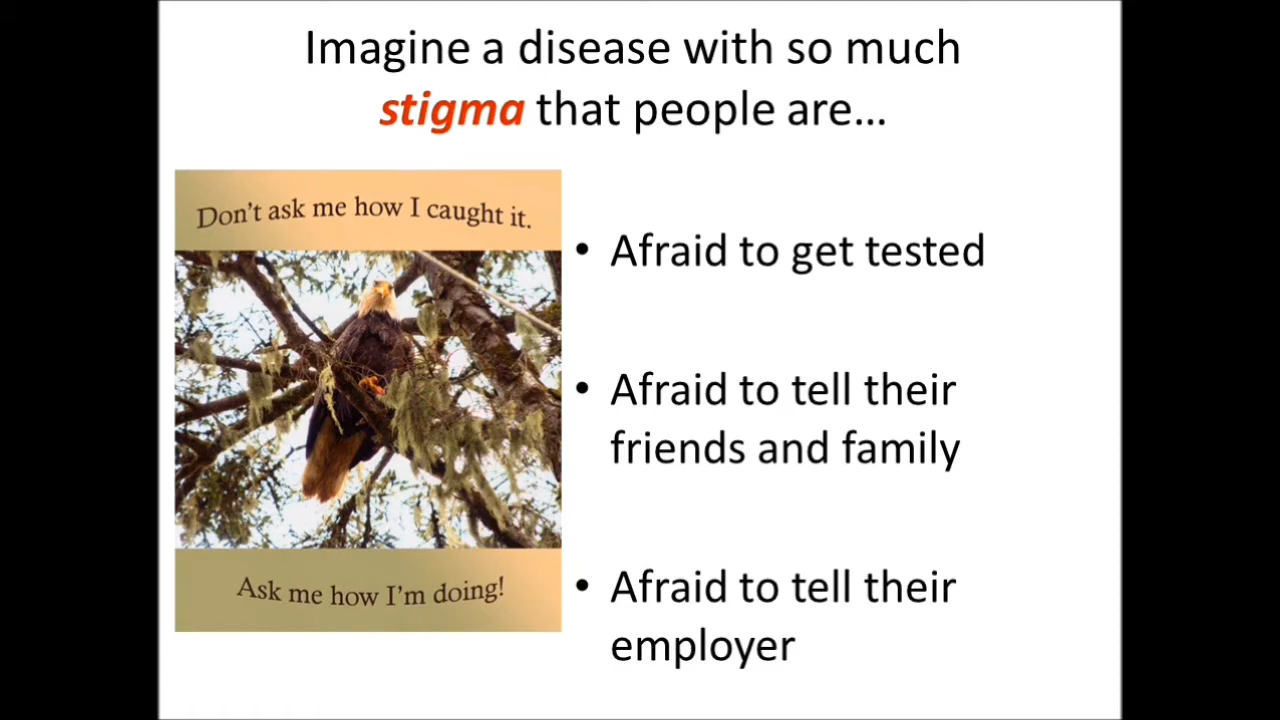 Imagine a disease with so much
stigma that people are…
Don't ask me how I caught it.
Ask me how I'm doing!
• Afraid to get tested
• Afraid to tell their
friends and family
• Afraid to tell their
employer